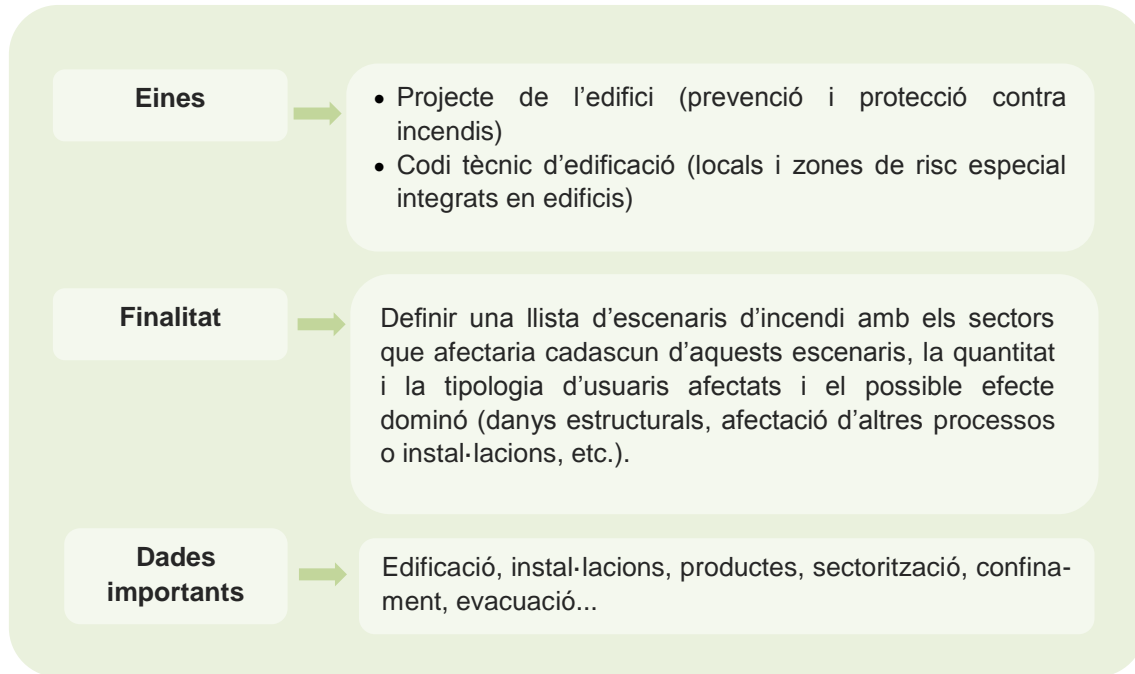 Eines
• Projecte de l’edifici (prevenció i protecció contra
incendis)
• Codi tècnic d’edificació (locals i zones de risc especial
integrats en edificis)
Finalitat
Definir una llista d’escenaris d’incendi amb els sectors
que afectaria cadascun d’aquests escenaris, la quantitat
i la tipologia d’usuaris afectats i el possible efecte
dominó (danys estructurals, afectació d’altres processos
o instal·lacions, etc.).
Dades
importants
Edificació, instal·lacions, productes, sectorització, confina-
ment, evacuació...